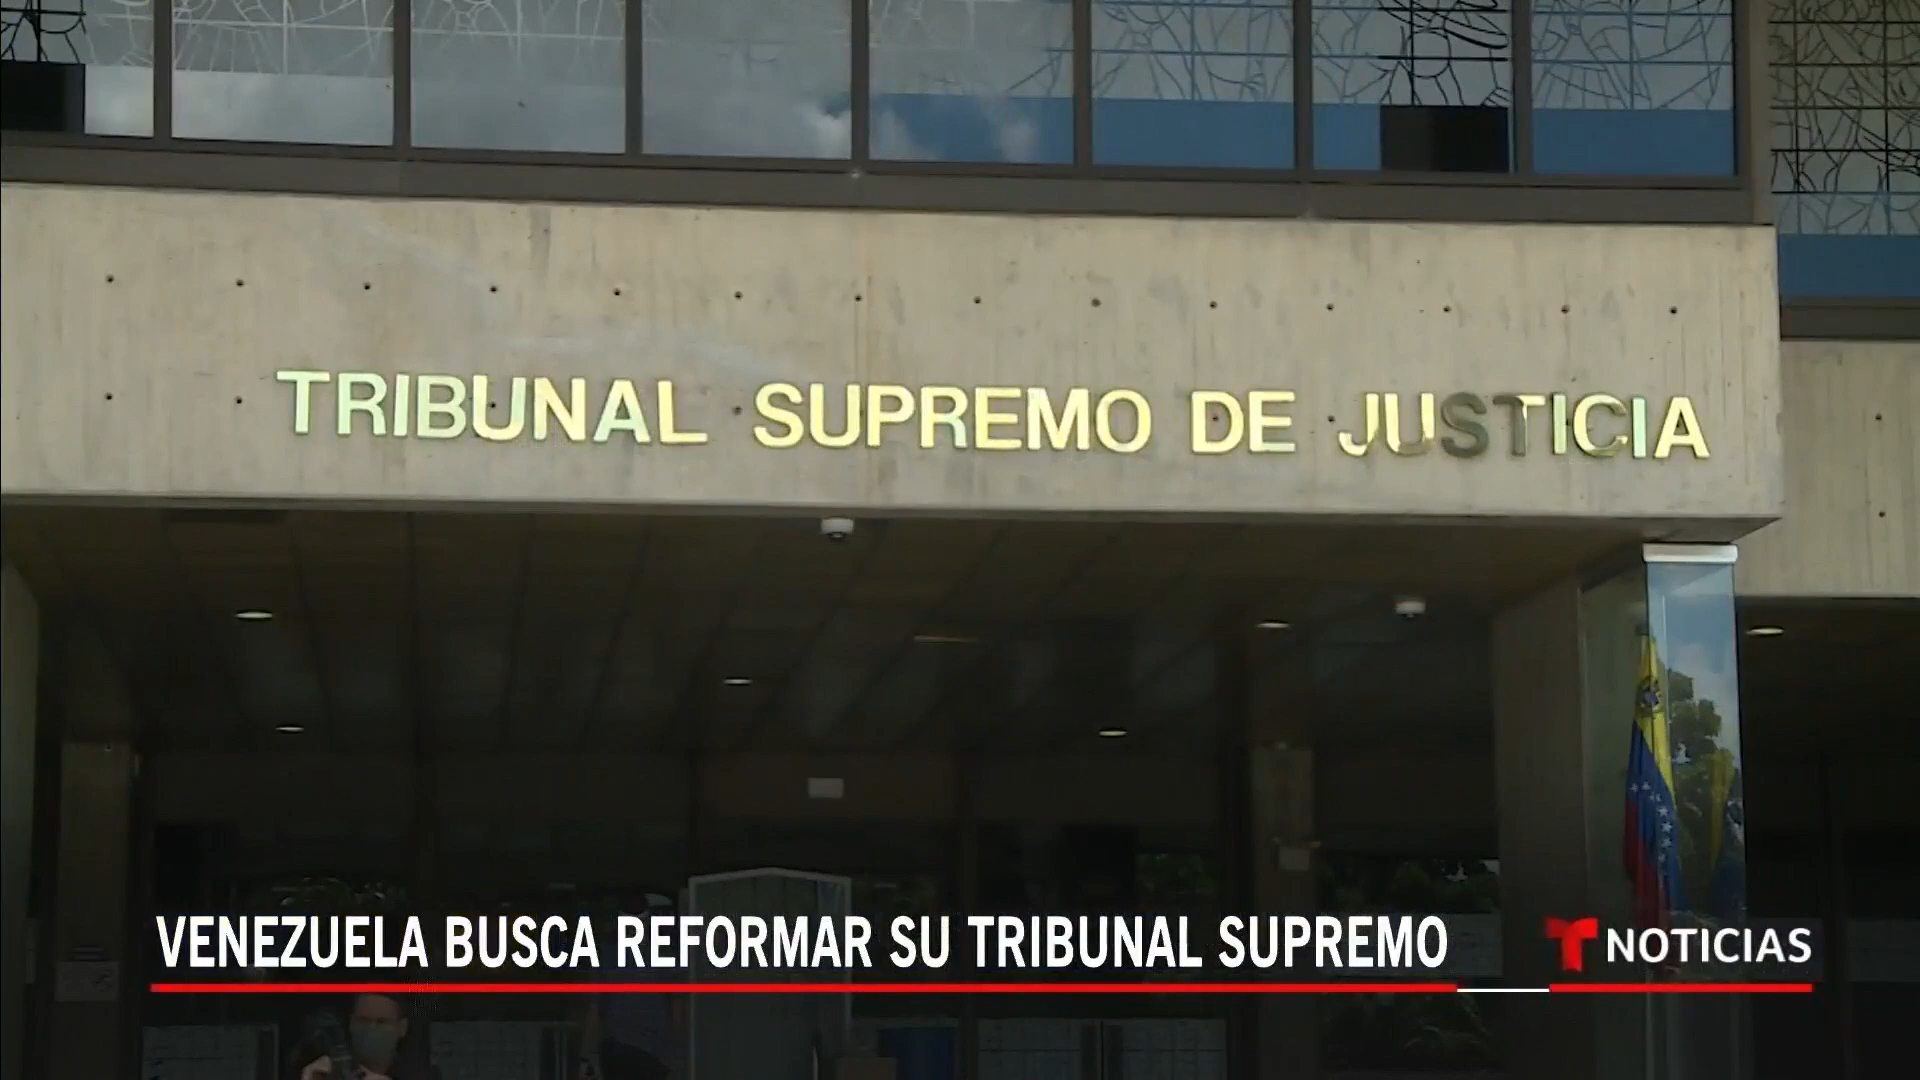 TRIBUNAL SUPREMO DE JUSTICIA
VENEZUELA BUSCA REFORMAR SU TRIBUNAL SUPREMO
NOTICIAS